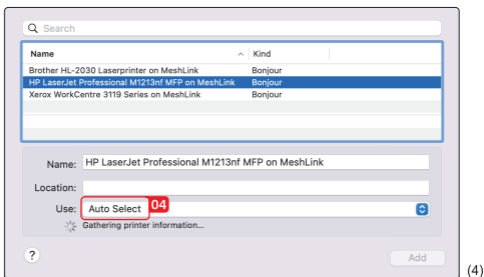 Search
Name Kind
Brother HL-2030 Laserprinter on MeshLink Bonjour
HP LaserJet Professional M1213nf MFP on MeshLink Bonjour
Xerox WorkCentre 3119 Series on MeshLink Bonjour
Name: HP LaserJet Professional M1213nf MFP on MeshLink
Location:
Use: Auto Select 04
Gathering printer information...
? Add
(4)